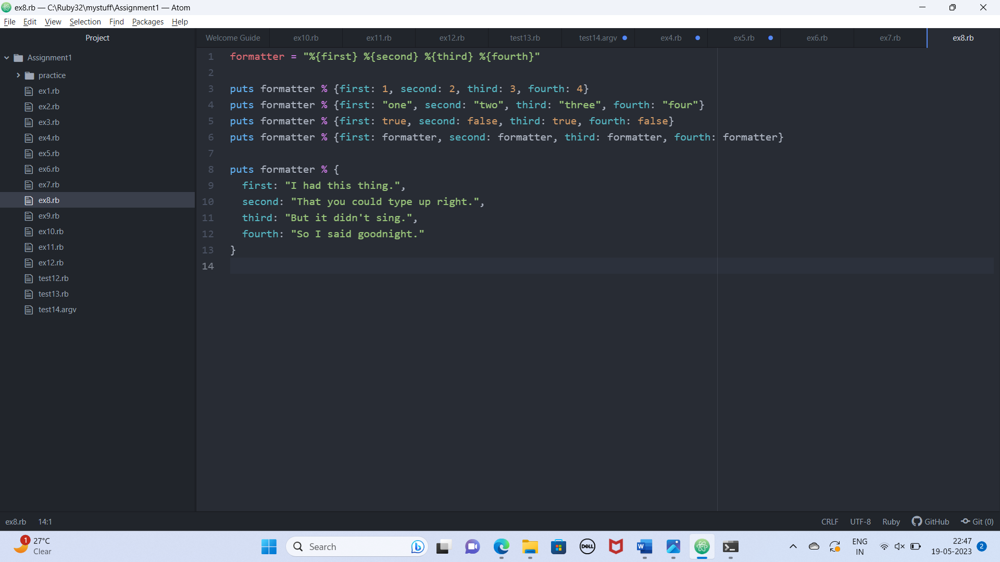 ex8.rb — C:\Ruby32\mystuff\Assignment1 — Atom
File Edit View Selection Find Packages Help
Project
Welcome Guide ex10.rb ex11.rb ex12.rb test13.rb test14.argv ex4.rb ex5.rb ex6.rb ex7.rb ex8.rb
Assignment1
practice
ex1.rb
ex2.rb
ex3.rb
ex4.rb
ex5.rb
ex6.rb
ex7.rb
ex8.rb
ex9.rb
ex10.rb
ex11.rb
ex12.rb
test12.rb
test13.rb
test14.argv
1 formatter = "%{first} %{second} %{third} %{fourth}"
2
3 puts formatter % {first: 1, second: 2, third: 3, fourth: 4}
4 puts formatter % {first: "one", second: "two", third: "three", fourth: "four"}
5 puts formatter % {first: true, second: false, third: true, fourth: false}
6 puts formatter % {first: formatter, second: formatter, third: formatter, fourth: formatter}
7
8 puts formatter % {
9   first: "I had this thing.",
10   second: "That you could type up right.",
11   third: "But it didn't sing.",
12   fourth: "So I said goodnight."
13 }
14
ex8.rb 14:1 CRLF UTF-8 Ruby GitHub Git (0)
1 27°C
Clear
Search
DELL
W
ENG
IN
22:47
19-05-2023
2